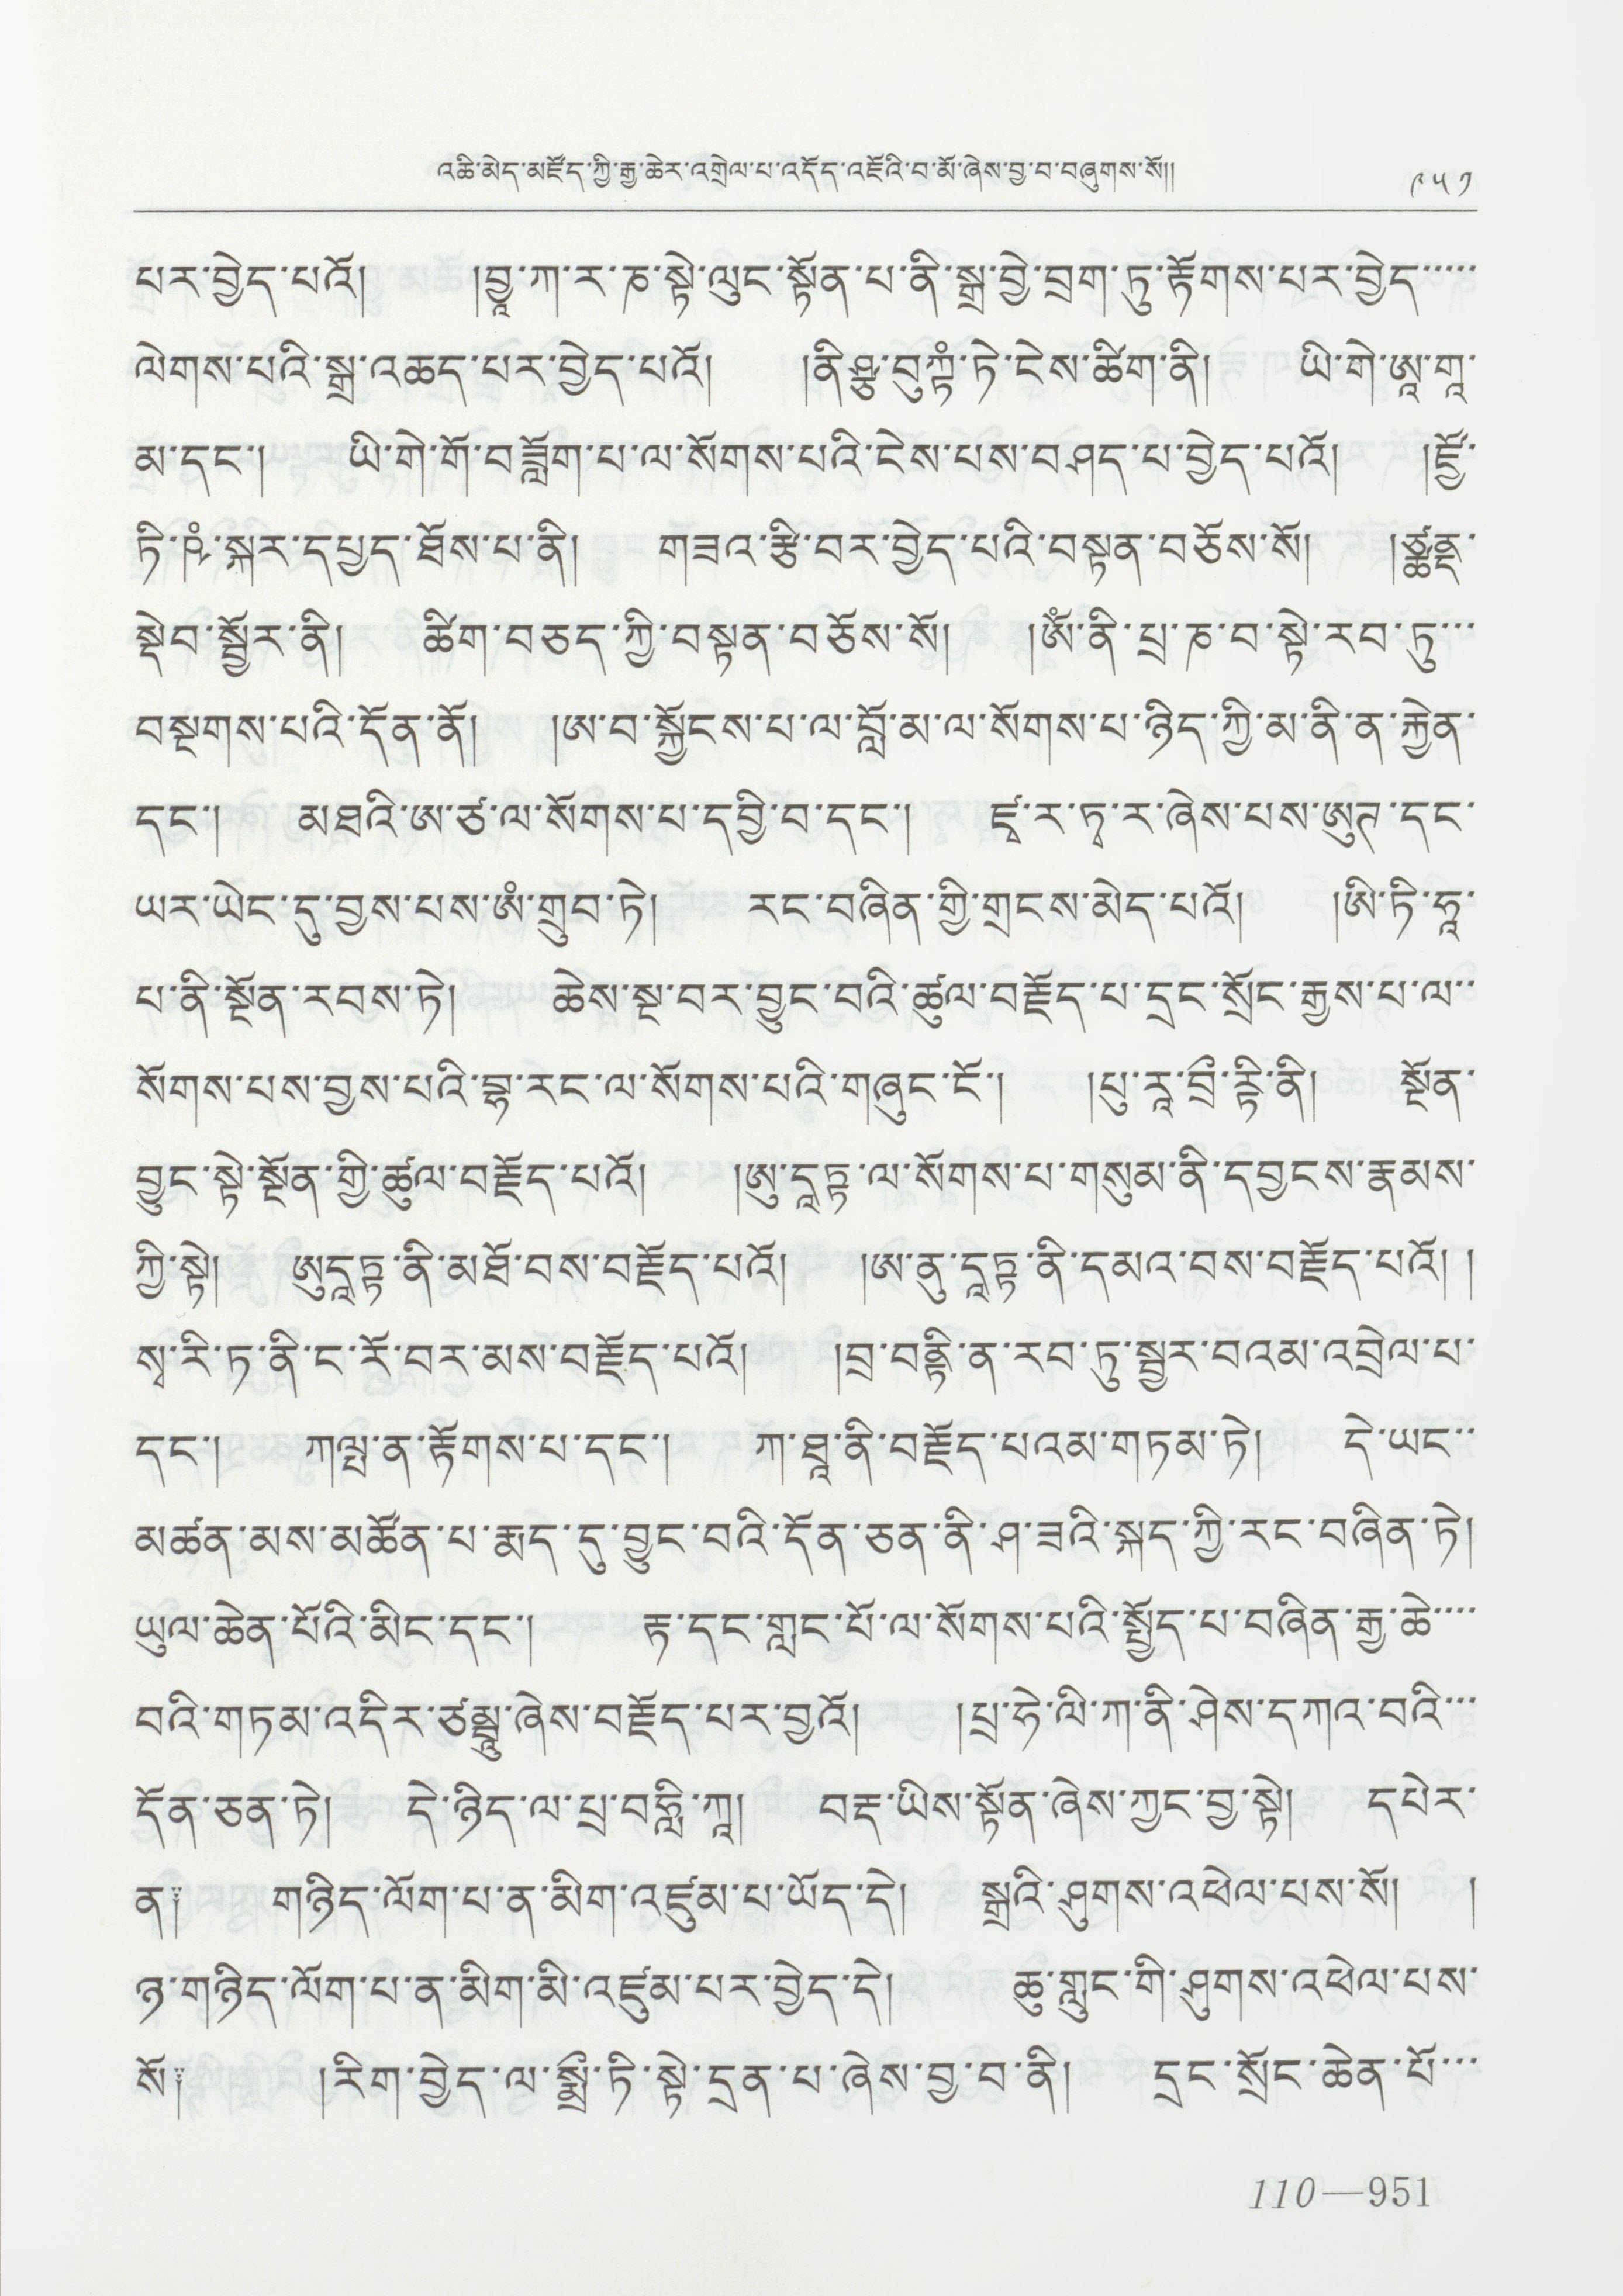 འཆི་མེད་མཛོད་ཀྱི་རྒྱ་ཆེར་འགྲེལ་པ་འདོད་འཇོའི་བ་མོ་ཞེས་བྱ་བ་བཞུགས་སོ།།
༩༥༡
པར་བྱེད་པའོ། །བྱཱ་ཀ་ར་ཎ་སྟེ་ལུང་སྟོན་པ་ནི་སྒྲ་བྱེ་བྲག་ཏུ་རྟོགས་པར་བྱེད་་་་་
ལེགས་པའི་སྒྲ་འཆད་པར་བྱེད་པའོ། །ནི་ཤྩ་བུཀྟཾ་ཏེ་ངེས་ཚིག་ནི། ཡི་གེ་ཨཱ་གཱ་
མ་དང་། ཡི་གེ་གོ་བཟློག་པ་ལ་སོགས་པའི་ངེས་པས་བཤད་པ་བྱེད་པའོ། །ཛྱོ་
ཏི་ཥཾ་སྐར་དཔྱད་ཐོས་པ་ནི། གཟའ་རྩི་བར་བྱེད་པའི་བསྟན་བཅོས་སོ། །ཙྪནྡ་
སྡེབ་སྦྱོར་ནི། ཚིག་བཅད་ཀྱི་བསྟན་བཅོས་སོ། །ཨོཾ་ནི་པྲ་ཎ་བ་སྟེ་རབ་ཏུ་་་
བསྔགས་པའི་དོན་ནོ། །ཨ་བ་སྐྱོངས་པ་ལ་བློ་མ་ལ་སོགས་པ་ཉིད་ཀྱི་མ་ནི་ན་རྐྱེན་
དང་། མཐའི་ཨ་ཙ་ལ་སོགས་པ་དབྱི་བ་དང་། ཛྭ་ར་ཏྭ་ར་ཞེས་པས་ཨུཊ་དང་
ཡར་ཡེང་དུ་བྱས་པས་ཨཾ་གྲུབ་ཏེ། རང་བཞིན་གྱི་གྲངས་མེད་པའོ། །ཨི་ཏི་ཧཱ་
པ་ནི་སྔོན་རབས་ཏེ། ཆེས་སྔ་བར་བྱུང་བའི་ཚུལ་བརྗོད་པ་དྲང་སྲོང་རྒྱས་པ་ལ་་
སོགས་པས་བྱས་པའི་བྷ་རེང་ལ་སོགས་པའི་གཞུང་ངོ་། །པུ་རཱ་བྲྀ་ཏྟི་ནི། སྔོན་
བྱུང་སྟེ་སྔོན་གྱི་ཚུལ་བརྗོད་པའོ། །ཨུ་དཱཏྟ་ལ་སོགས་པ་གསུམ་ནི་དབྱངས་རྣམས་
ཀྱི་སྟེ། ཨུདཱཏྟ་ནི་མཐོ་བས་བརྗོད་པའོ། །ཨ་ནུ་དཱཏྟ་ནི་དམའ་བས་བརྗོད་པའོ། །
སྭ་རི་ཏ་ནི་ང་རོ་བར་མས་བརྗོད་པའོ། །བྲ་བནྡྷི་ན་རབ་ཏུ་སྦྱར་བའམ་འབྲེལ་པ་
དང་། ཀལྤ་ན་རྟོགས་པ་དང་། ཀ་ཐཱ་ནི་བརྗོད་པའམ་གཏམ་ཏེ། དེ་ཡང་་
མཚན་མས་མཚོན་པ་རྨད་དུ་བྱུང་བའི་དོན་ཅན་ནི་ཤ་ཟའི་སྐད་ཀྱི་རང་བཞིན་ཏེ།
ཡུལ་ཆེན་པོའི་མིང་དང་། རྟ་དང་གླང་པོ་ལ་སོགས་པའི་སྤྱོད་པ་བཞིན་རྒྱ་ཆེ་་་་
བའི་གཏམ་འདིར་ཙམྤཱུ་ཞེས་བརྗོད་པར་བྱའོ། །པྲ་ཧེ་ལི་ཀ་ནི་ཤེས་དཀའ་བའི་་་
དོན་ཅན་ཏེ། དེ་ཉིད་ལ་པྲ་བཧླི་ཀཱ། བརྡ་ཡིས་སྟོན་ཞེས་ཀྱང་བྱ་སྟེ། དཔེར་
ན༑ གཉིད་ལོག་པ་ན་མིག་འཛུམ་པ་ཡོད་དེ། སྒྲའི་ཤུགས་འཕེལ་པས་སོ། །
ཉ་གཉིད་ལོག་པ་ན་མིག་མི་འཛུམ་པར་བྱེད་དེ། ཆུ་ཀླུང་གི་ཤུགས་འཕེལ་པས་
སོ༑ །རིག་བྱེད་ལ་སྨྲྀ་ཏི་སྟེ་དྲན་པ་ཞེས་བྱ་བ་ནི། དྲང་སྲོང་ཆེན་པོ་་་
110—951